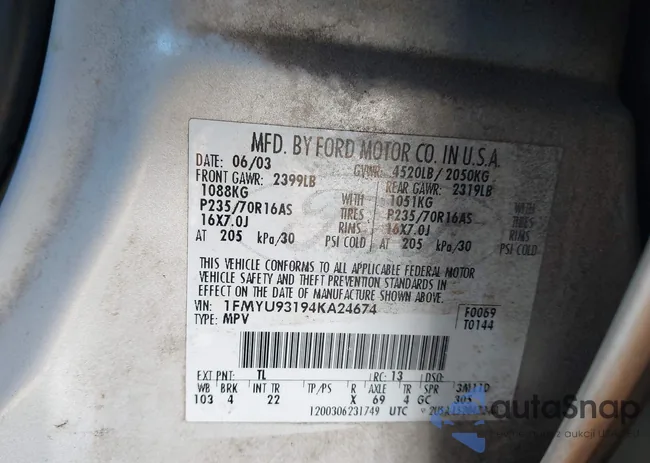 MFD. BY FORD MOTOR CO. IN U.S.A.
DATE: 06/03 GVWR: 4520LB/ 2050KG
FRONT GAWR: 2399LB REAR GAWR: 2319LB
1088KG WITH 1051KG WITH
P235/70R16AS TIRES P235/70R16AS TIRES
16X7.0J RIMS 16X7.0J RIMS
AT 205 kPa/30 PSI COLD AT 205 kPa/30 PSI COLD
THIS VEHICLE CONFORMS TO ALL APPLICABLE FEDERAL MOTOR
VEHICLE SAFETY AND THEFT PREVENTION STANDARDS IN
EFFECT ON THE DATE OF MANUFACTURE SHOWN ABOVE.
VIN: 1FMYU93194KA24674 F0069
TYPE: MPV T0144
EXT PNT: TL RC: 13 DSO:
WB BRK INT TR TP/PS R AXLE TR SPR
103 4 22 X 69 4 GC 305
1200306231749 UTC
autoSnap